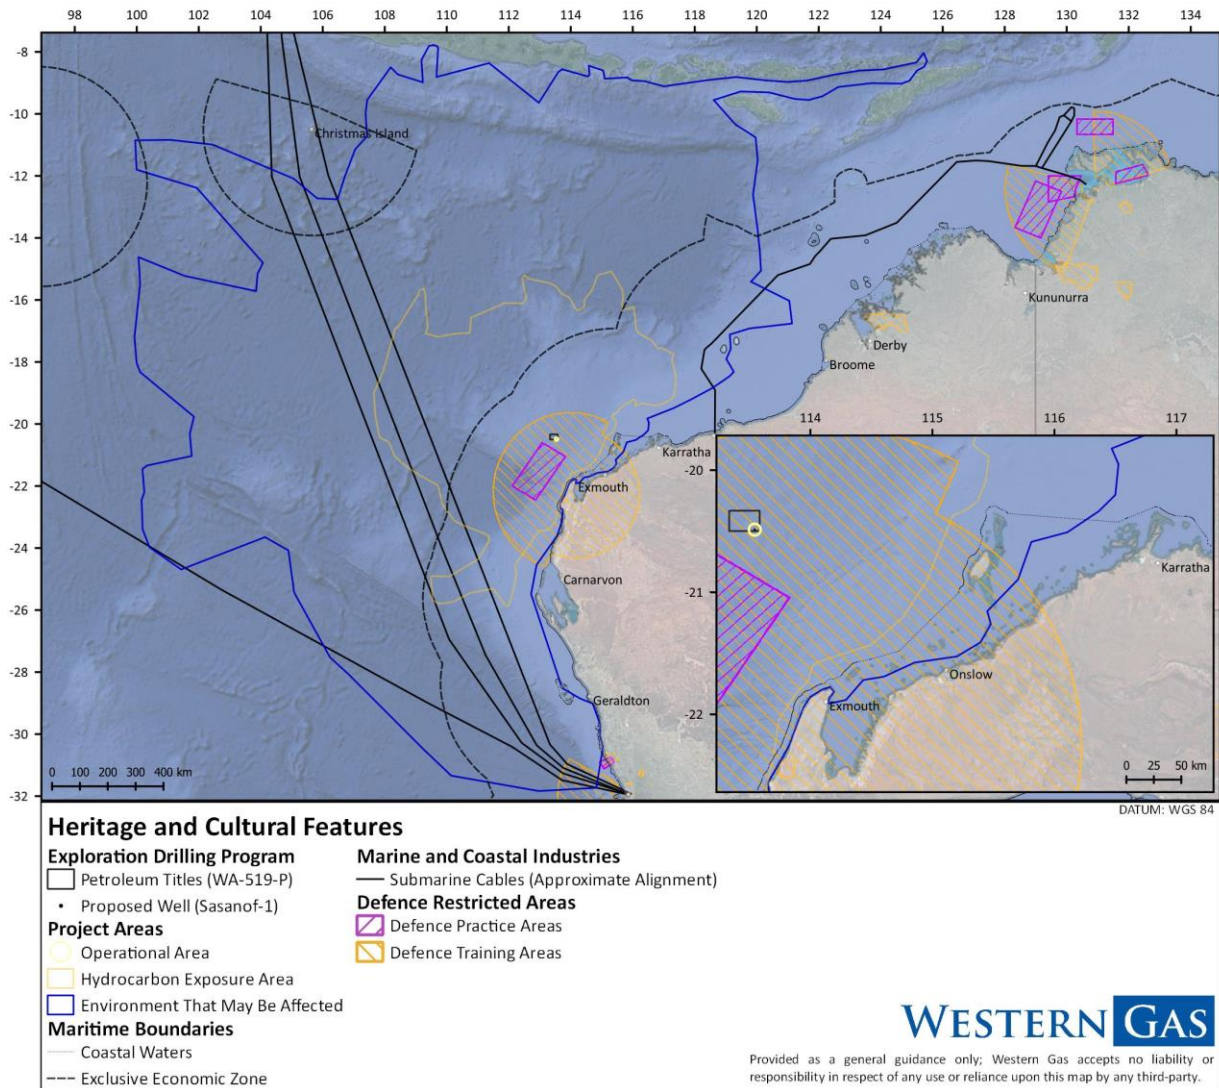 98 100 102 104 106 108 110 112 114 116 118 120 122 124 126 128 130 132 134
-8
-10
Christmas Island
-12
-14
-16
Kununurra
-18
Derby
Broome
-20
Karratha
-22
Exmouth
-24
Carnarvon
-26
-28
Geraldton
-30
-32
0 100 200 300 400 km
114 115 116 117
-20
Karratha
-21
Onslow
-22
Exmouth
0 25 50 km
DATUM: WGS 84
Heritage and Cultural Features
Exploration Drilling Program
Petroleum Titles (WA-519-P)
Proposed Well (Sasanof-1)
Project Areas
Operational Area
Hydrocarbon Exposure Area
Environment That May Be Affected
Maritime Boundaries
Coastal Waters
Exclusive Economic Zone
Marine and Coastal Industries
Submarine Cables (Approximate Alignment)
Defence Restricted Areas
Defence Practice Areas
Defence Training Areas
WESTERN GAS
Provided as a general guidance only; Western Gas accepts no liability or
responsibility in respect of any use or reliance upon this map by any third-party.